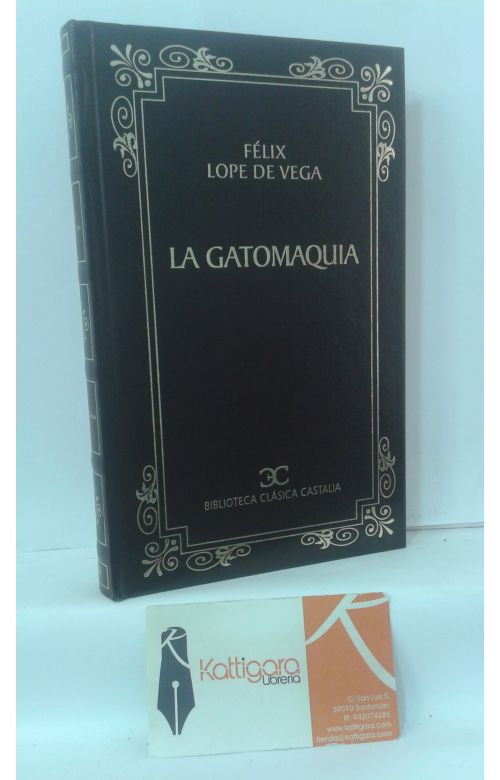 FÉLIX
LOPE DE VEGA
LA GATOMAQUIA
BIBLIOTECA CLÁSICA CASTALIA
Kattigara
Librería
C/ San Luis 5,
39010 Santander
tlf. 942074286
www.kattigara.com
tienda@kattigara.com